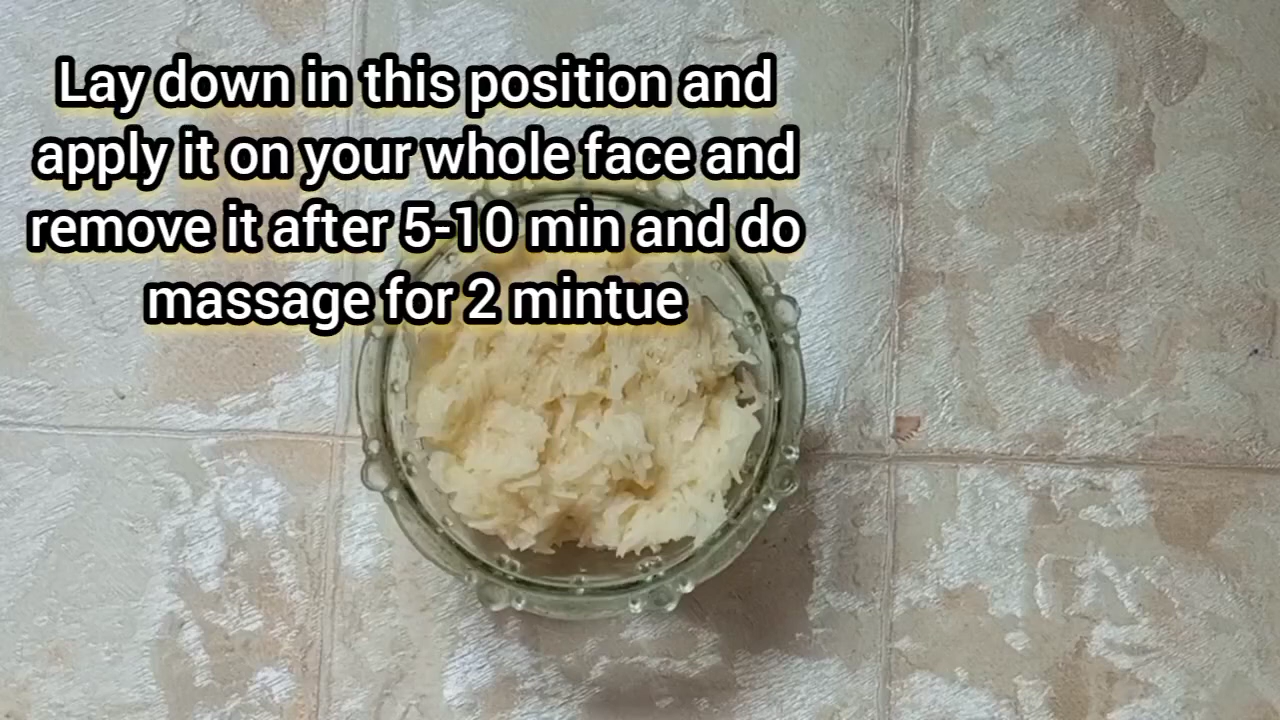 Lay down in this position and
apply it on your whole face and
remove it after 5-10 min and do
massage for 2 mintue